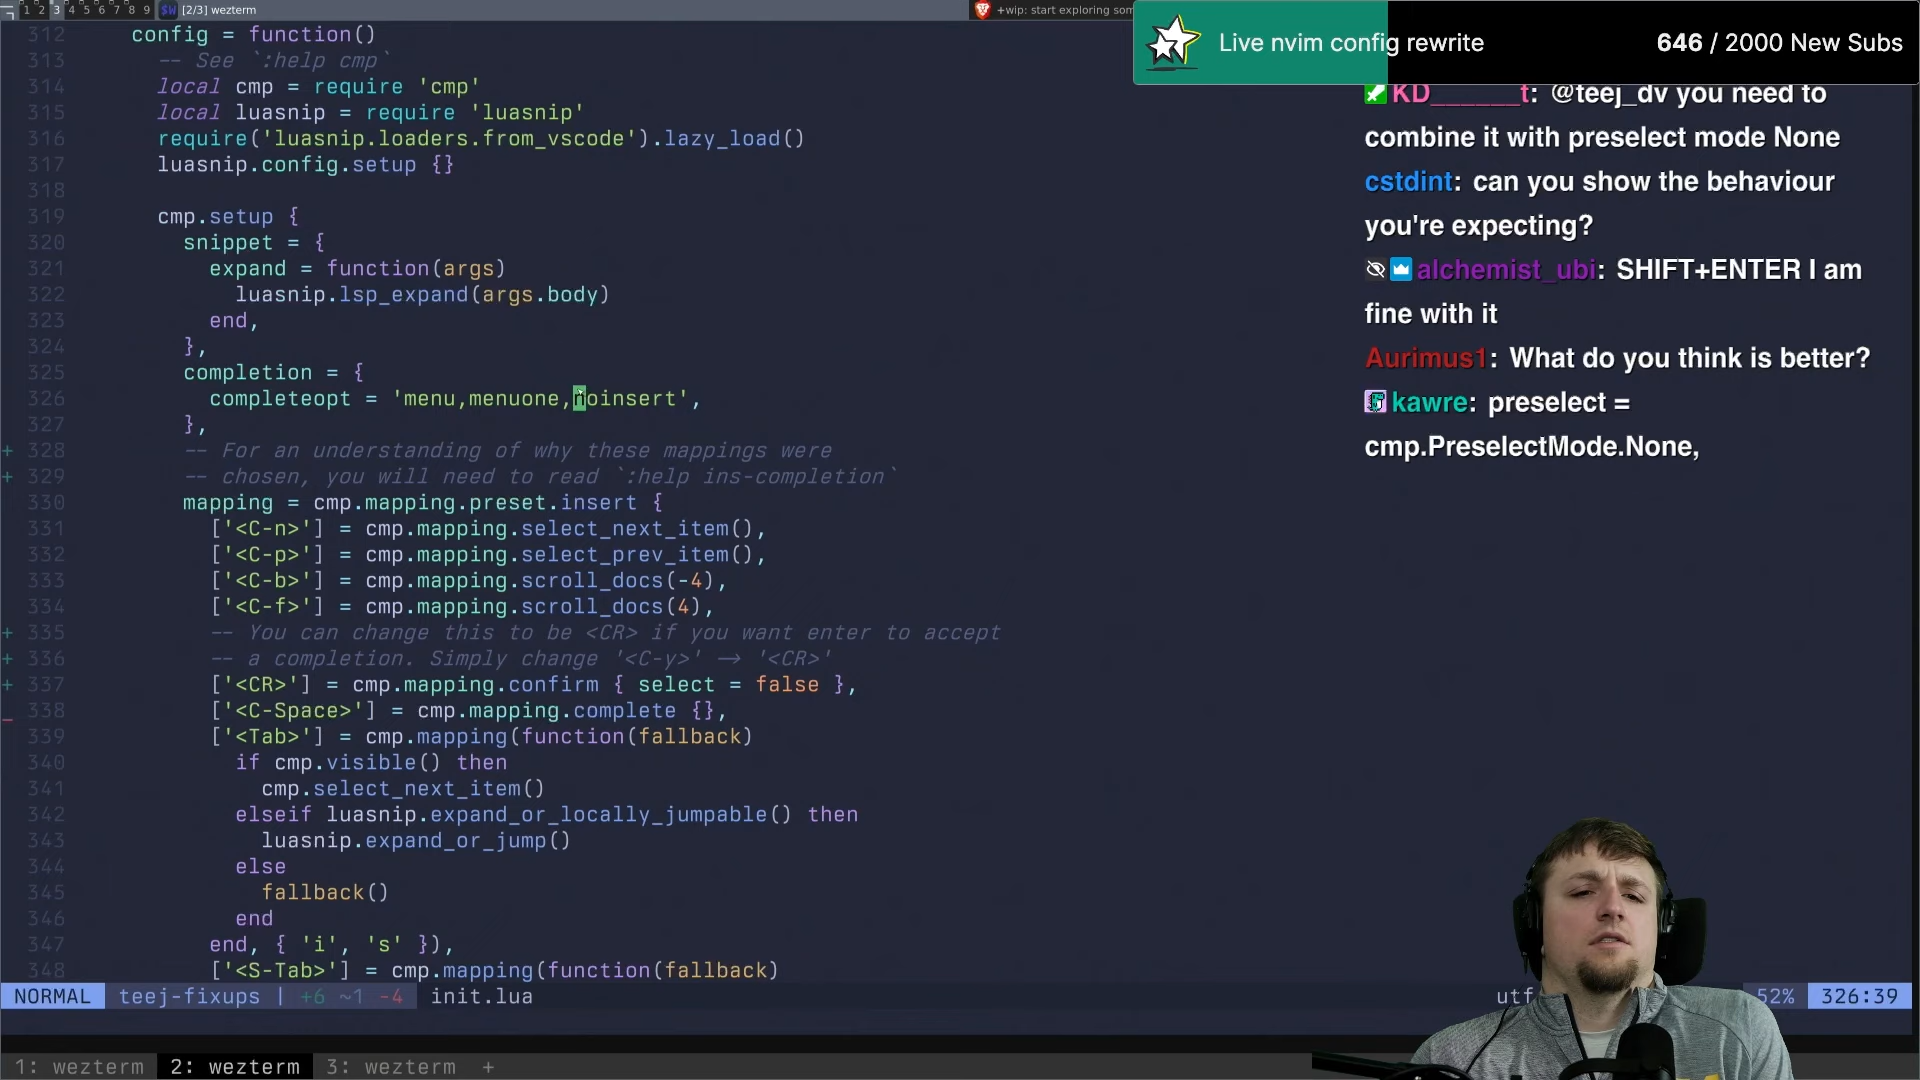 1 2 3 4 5 6 7 8 9 $W [2/3] wezterm
+wip: start exploring som
Live nvim config rewrite 646 / 2000 New Subs
312 config = function()
313 -- See `:help cmp`
314 local cmp = require 'cmp'
315 local luasnip = require 'luasnip'
316 require('luasnip.loaders.from_vscode').lazy_load()
317 luasnip.config.setup {}
318
319 cmp.setup {
320 snippet = {
321 expand = function(args)
322 luasnip.lsp_expand(args.body)
323 end,
324 },
325 completion = {
326 completeopt = 'menu,menuone,noinsert',
327 },
+ 328 -- For an understanding of why these mappings were
+ 329 -- chosen, you will need to read `:help ins-completion`
330 mapping = cmp.mapping.preset.insert {
331 ['<C-n>'] = cmp.mapping.select_next_item(),
332 ['<C-p>'] = cmp.mapping.select_prev_item(),
333 ['<C-b>'] = cmp.mapping.scroll_docs(-4),
334 ['<C-f>'] = cmp.mapping.scroll_docs(4),
+ 335 -- You can change this to be <CR> if you want enter to accept
+ 336 -- a completion. Simply change '<C-y>' → '<CR>'
+ 337 ['<CR>'] = cmp.mapping.confirm { select = false },
_ 338 ['<C-Space>'] = cmp.mapping.complete {},
339 ['<Tab>'] = cmp.mapping(function(fallback)
340 if cmp.visible() then
341 cmp.select_next_item()
342 elseif luasnip.expand_or_locally_jumpable() then
343 luasnip.expand_or_jump()
344 else
345 fallback()
346 end
347 end, { 'i', 's' }),
348 ['<S-Tab>'] = cmp.mapping(function(fallback)
NORMAL teej-fixups | +6 ~1 -4 init.lua utf 52% 326:39
1: wezterm 2: wezterm 3: wezterm +
KD______t: @teej_dv you need to
combine it with preselect mode None
cstdint: can you show the behaviour
you're expecting?
alchemist_ubi: SHIFT+ENTER I am
fine with it
Aurimus1: What do you think is better?
kawre: preselect =
cmp.PreselectMode.None,